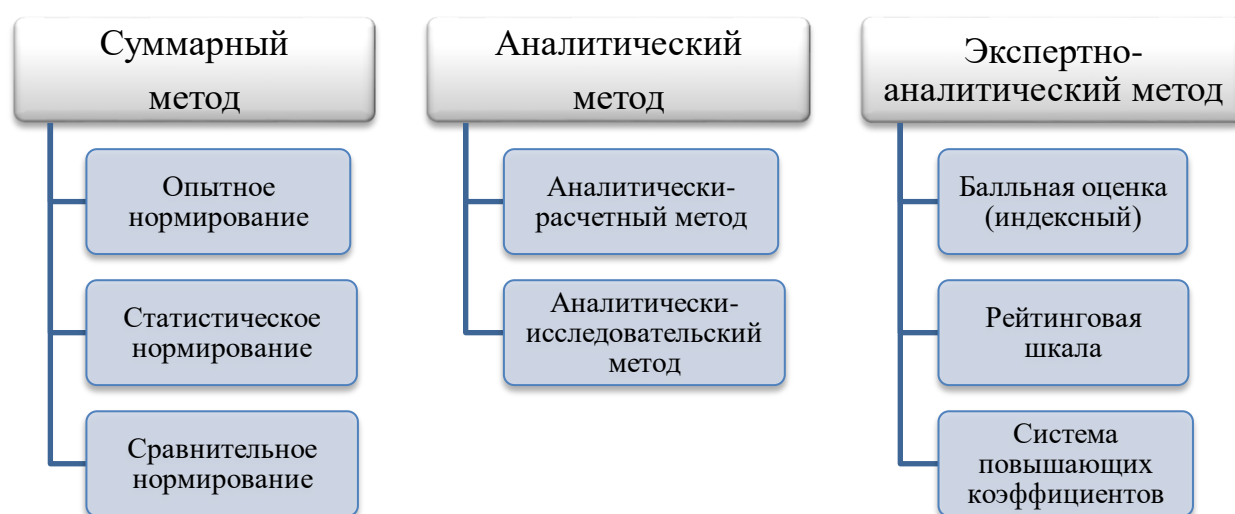 Суммарный
метод
Опытное
нормирование
Статистическое
нормирование
Сравнительное
нормирование
Аналитический
метод
Аналитически-
расчетный метод
Аналитически-
исследовательский
метод
Экспертно-
аналитический метод
Балльная оценка
(индексный)
Рейтинговая
шкала
Система
повышающих
коэффициентов